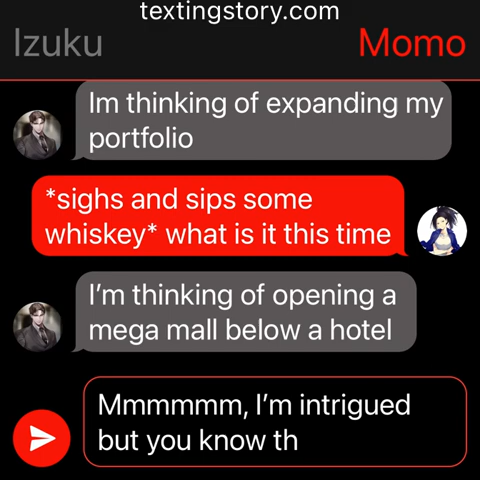 textingstory.com
Izuku
Momo
Im thinking of expanding my
portfolio
*sighs and sips some
whiskey* what is it this time
I’m thinking of opening a
mega mall below a hotel
Mmmmmm, I’m intrigued
but you know th